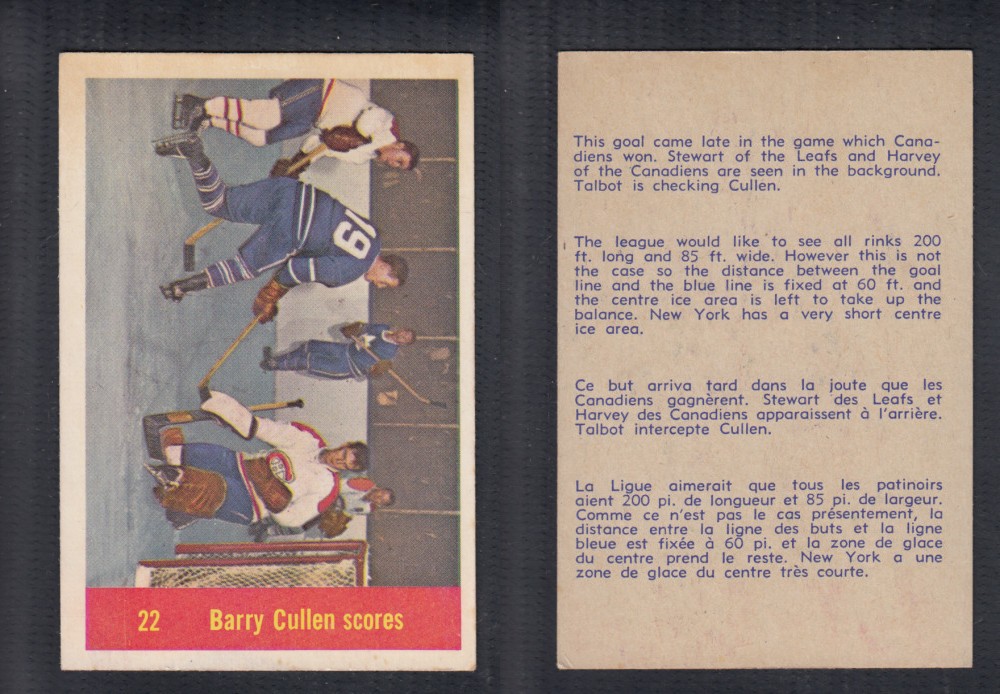 19
22 Barry Cullen scores
This goal came late in the game which Cana-
diens won. Stewart of the Leafs and Harvey
of the Canadiens are seen in the background.
Talbot is checking Cullen.
The league would like to see all rinks 200
ft. long and 85 ft. wide. However this is not
the case so the distance between the goal
line and the blue line is fixed at 60 ft. and
the centre ice area is left to take up the
balance. New York has a very short centre
ice area.
Ce but arriva tard dans la joute que les
Canadiens gagnèrent. Stewart des Leafs et
Harvey des Canadiens apparaissent à l'arrière.
Talbot intercepte Cullen.
La Ligue aimerait que tous les patinoirs
aient 200 pi. de longueur et 85 pi. de largeur.
Comme ce n'est pas le cas présentement, la
distance entre la ligne des buts et la ligne
bleue est fixée à 60 pi. et la zone de glace
du centre prend le reste. New York a une
zone de glace du centre très courte.